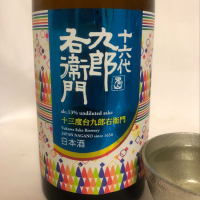 十六代
九郎
右衛門
alc.13% undiluted sake
十三度台九郎右衛門
Yukawa Sake Brewery
JAPAN NAGANO since 1650
日本酒